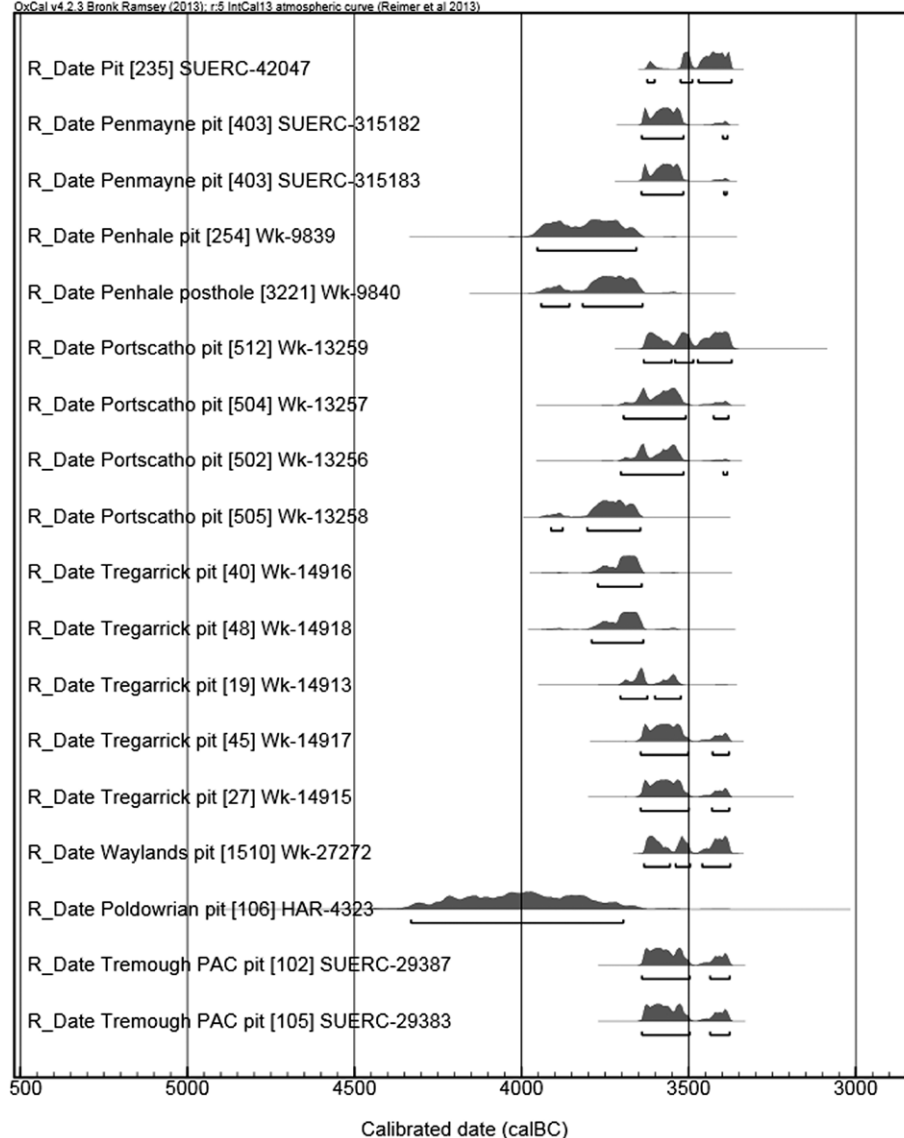 OxCal v4.2.3 Bronk Ramsey (2013); r:5 IntCal13 atmospheric curve (Reimer et al 2013)
R_Date Pit [235] SUERC-42047
R_Date Penmayne pit [403] SUERC-315182
R_Date Penmayne pit [403] SUERC-315183
R_Date Penhale pit [254] Wk-9839
R_Date Penhale posthole [3221] Wk-9840
R_Date Portscatho pit [512] Wk-13259
R_Date Portscatho pit [504] Wk-13257
R_Date Portscatho pit [502] Wk-13256
R_Date Portscatho pit [505] Wk-13258
R_Date Tregarrick pit [40] Wk-14916
R_Date Tregarrick pit [48] Wk-14918
R_Date Tregarrick pit [19] Wk-14913
R_Date Tregarrick pit [45] Wk-14917
R_Date Tregarrick pit [27] Wk-14915
R_Date Waylands pit [1510] Wk-27272
R_Date Poldowrian pit [106] HAR-4323
R_Date Tremough PAC pit [102] SUERC-29387
R_Date Tremough PAC pit [105] SUERC-29383
500 5000 4500 4000 3500 3000
Calibrated date (calBC)